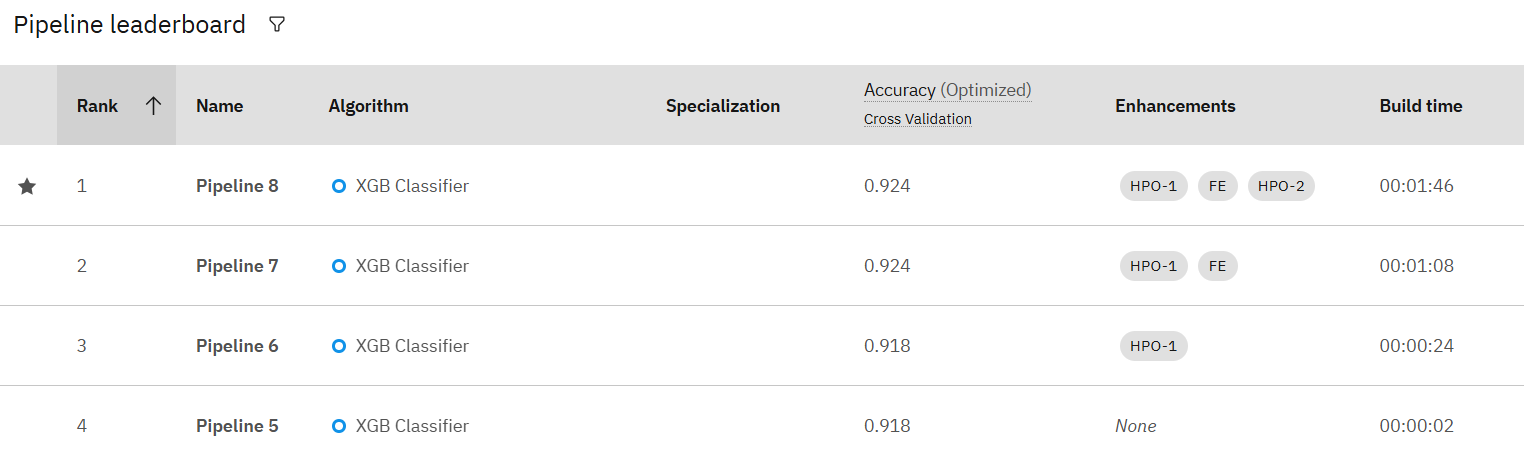 Pipeline leaderboard
Rank Name Algorithm Specialization Accuracy (Optimized) Cross Validation Enhancements Build time
1 Pipeline 8 XGB Classifier 0.924 HPO-1 FE HPO-2 00:01:46
2 Pipeline 7 XGB Classifier 0.924 HPO-1 FE 00:01:08
3 Pipeline 6 XGB Classifier 0.918 HPO-1 00:00:24
4 Pipeline 5 XGB Classifier 0.918 None 00:00:02